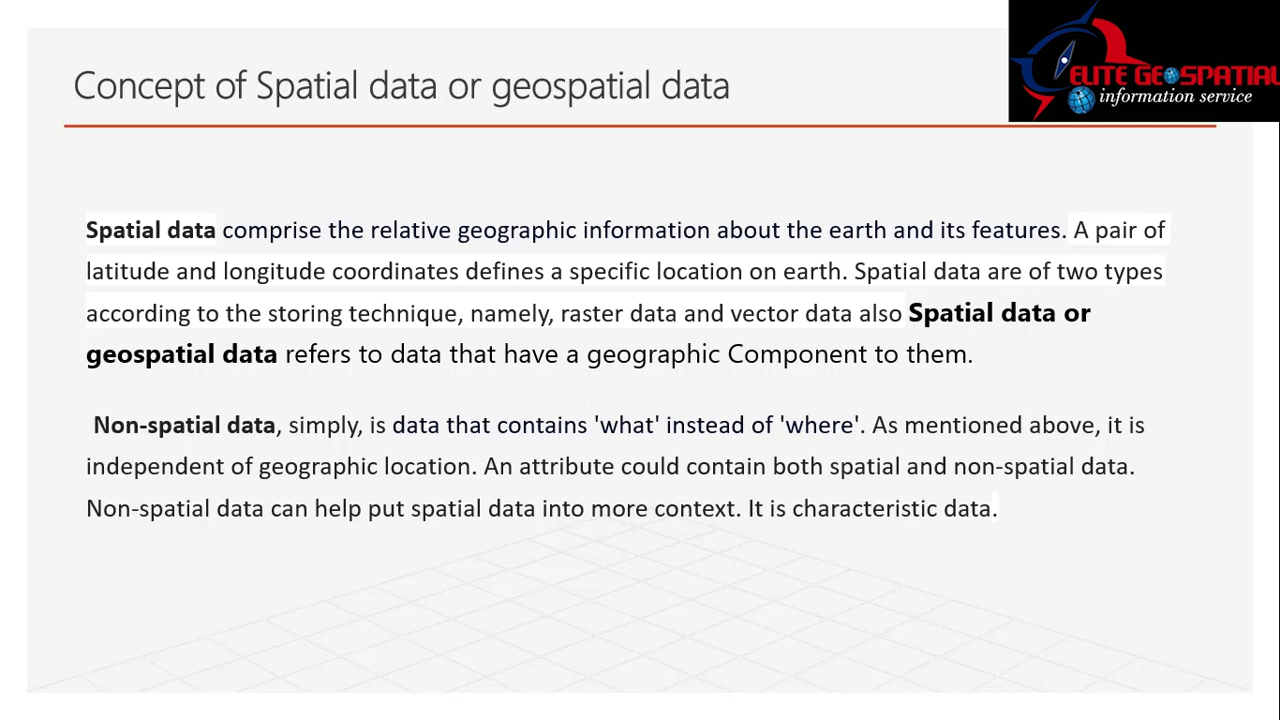 Concept of Spatial data or geospatial data
ELITE GEOSPATIAL
information service
Spatial data comprise the relative geographic information about the earth and its features. A pair of
latitude and longitude coordinates defines a specific location on earth. Spatial data are of two types
according to the storing technique, namely, raster data and vector data also Spatial data or
geospatial data refers to data that have a geographic Component to them.
Non-spatial data, simply, is data that contains 'what' instead of 'where'. As mentioned above, it is
independent of geographic location. An attribute could contain both spatial and non-spatial data.
Non-spatial data can help put spatial data into more context. It is characteristic data.